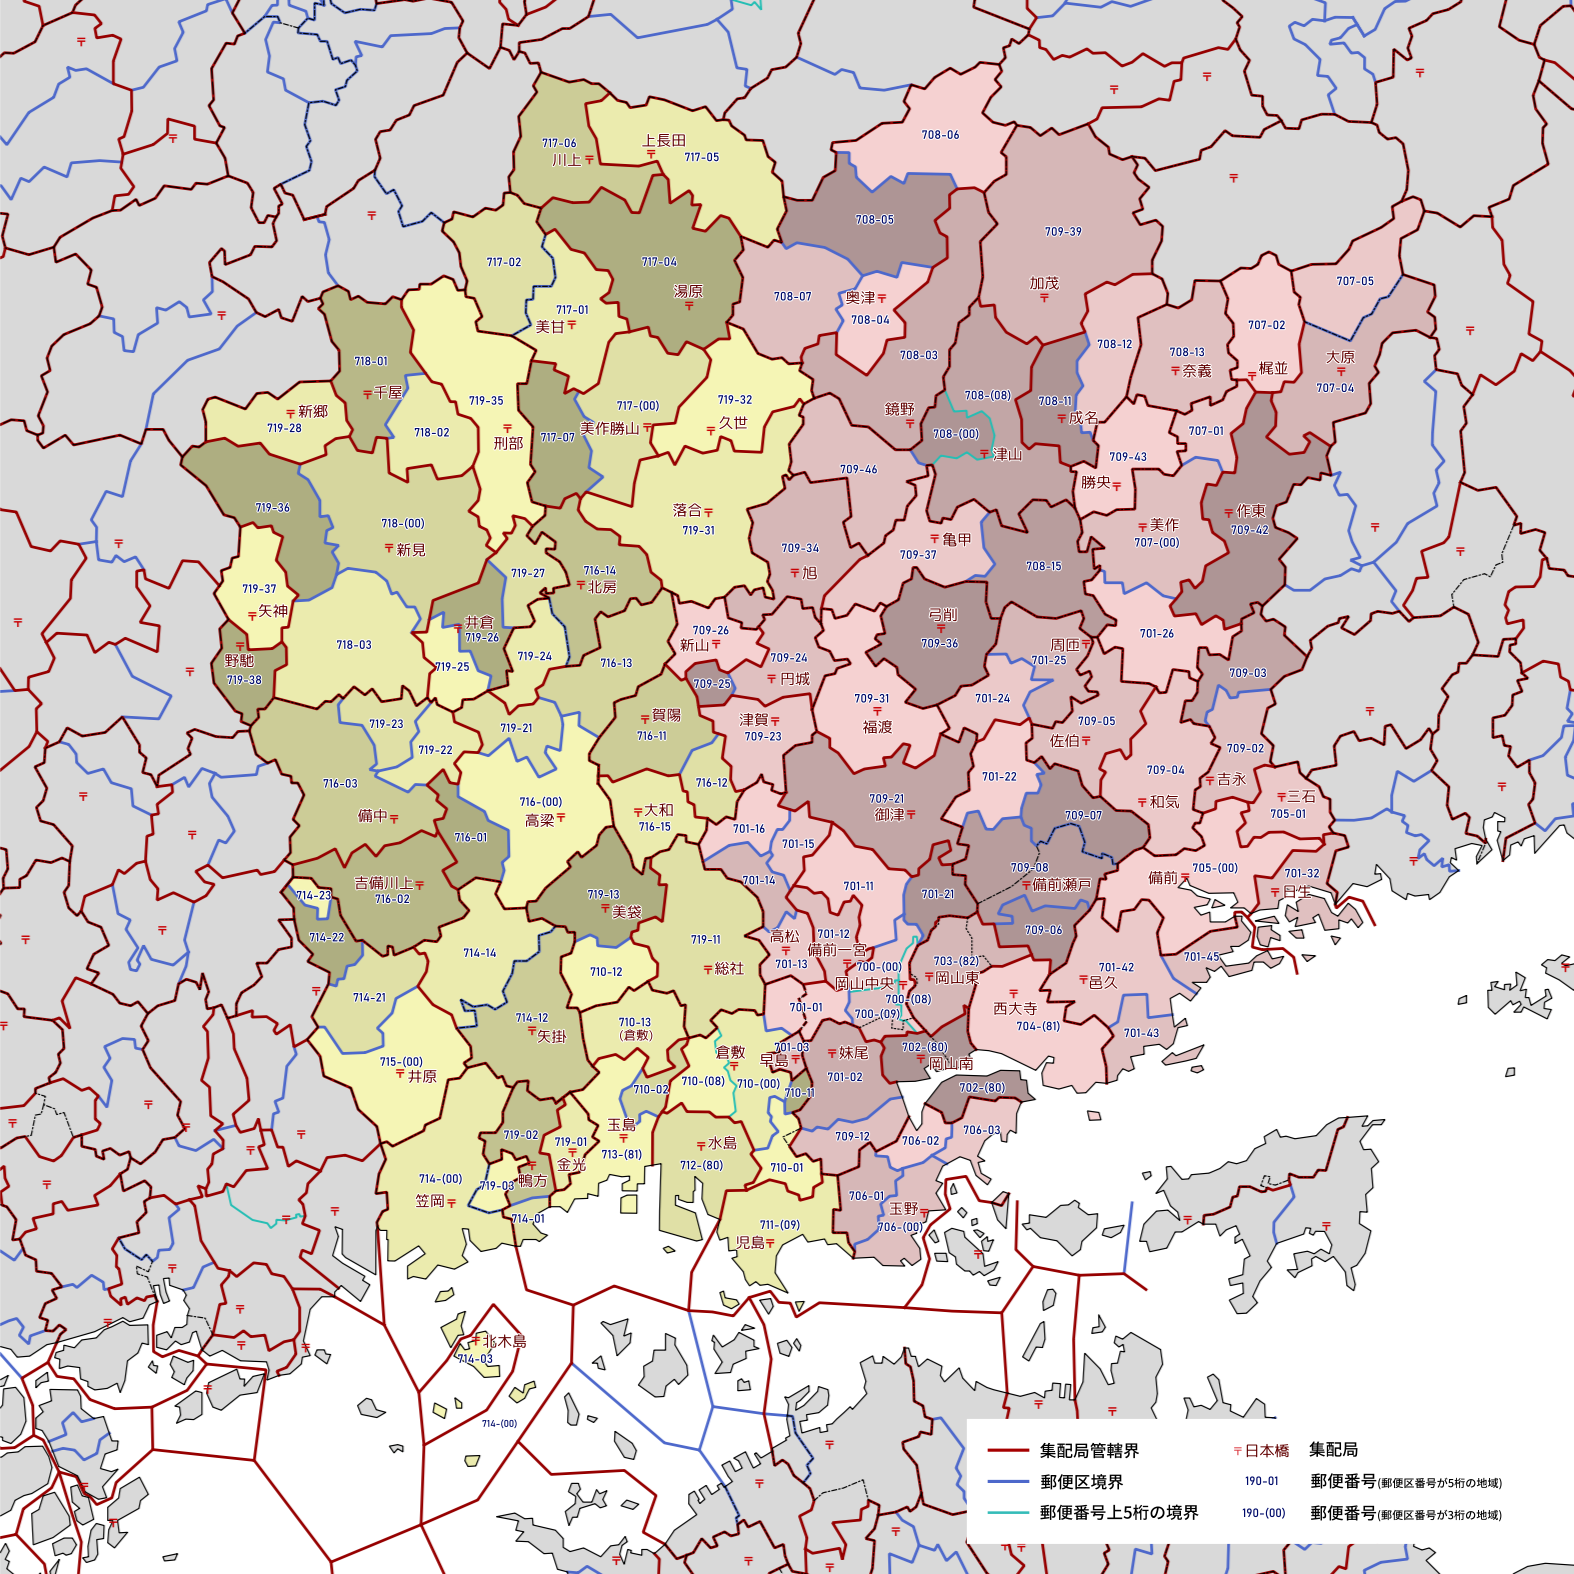 717-06
川上
上長田
717-05
708-06
708-05
717-02
717-04
湯原
717-01
美甘
709-39
加茂
708-07
奥津
708-04
707-05
707-02
梶並
大原
707-04
708-13
奈義
708-12
708-03
718-01
千屋
新郷
719-28
718-02
719-35
刑部
717-07
717-(00)
美作勝山
719-32
久世
鏡野
708-(08)
708-(00)
津山
708-11
成名
707-01
709-43
勝央
709-46
719-36
718-(00)
新見
落合
719-31
美作
707-(00)
作東
709-42
亀甲
709-37
709-34
旭
708-15
719-37
矢神
719-27
716-14
北房
野馳
719-38
718-03
井倉
719-26
719-25
719-24
716-13
709-26
新山
709-25
709-24
円城
弓削
709-36
周匝
701-25
701-26
709-03
719-23
719-22
719-21
賀陽
716-11
津賀
709-23
709-31
福渡
701-24
709-05
佐伯
709-02
吉永
716-03
備中
716-01
716-(00)
高梁
716-12
大和
716-15
701-22
709-21
御津
709-04
和気
三石
705-01
709-07
701-16
701-15
709-08
備前瀬戸
備前
705-(00)
701-32
日生
吉備川上
716-02
714-23
714-22
719-13
美袋
701-14
701-11
701-21
709-06
714-14
719-11
総社
710-12
高松
701-13
701-12
備前一宮
700-(00)
岡山中央
703-(82)
岡山東
701-42
邑久
701-45
714-21
714-12
矢掛
710-13
(倉敷)
701-01
700-(08)
700-(09)
西大寺
704-(81)
701-43
715-(00)
井原
倉敷
710-(08)
710-(00)
710-02
701-03
早島
妹尾
701-02
702-(80)
岡山南
702-(80)
710-11
719-02
719-01
金光
玉島
713-(81)
水島
712-(80)
709-12
706-02
706-03
714-(00)
笠岡
719-03
鴨方
714-01
710-01
706-01
玉野
706-(00)
711-(09)
児島
北木島
714-03
714-(00)
集配局管轄界
〒日本橋 集配局
郵便区境界
190-01 郵便番号(郵便区番号が5桁の地域)
郵便番号上5桁の境界
190-(00) 郵便番号(郵便区番号が3桁の地域)